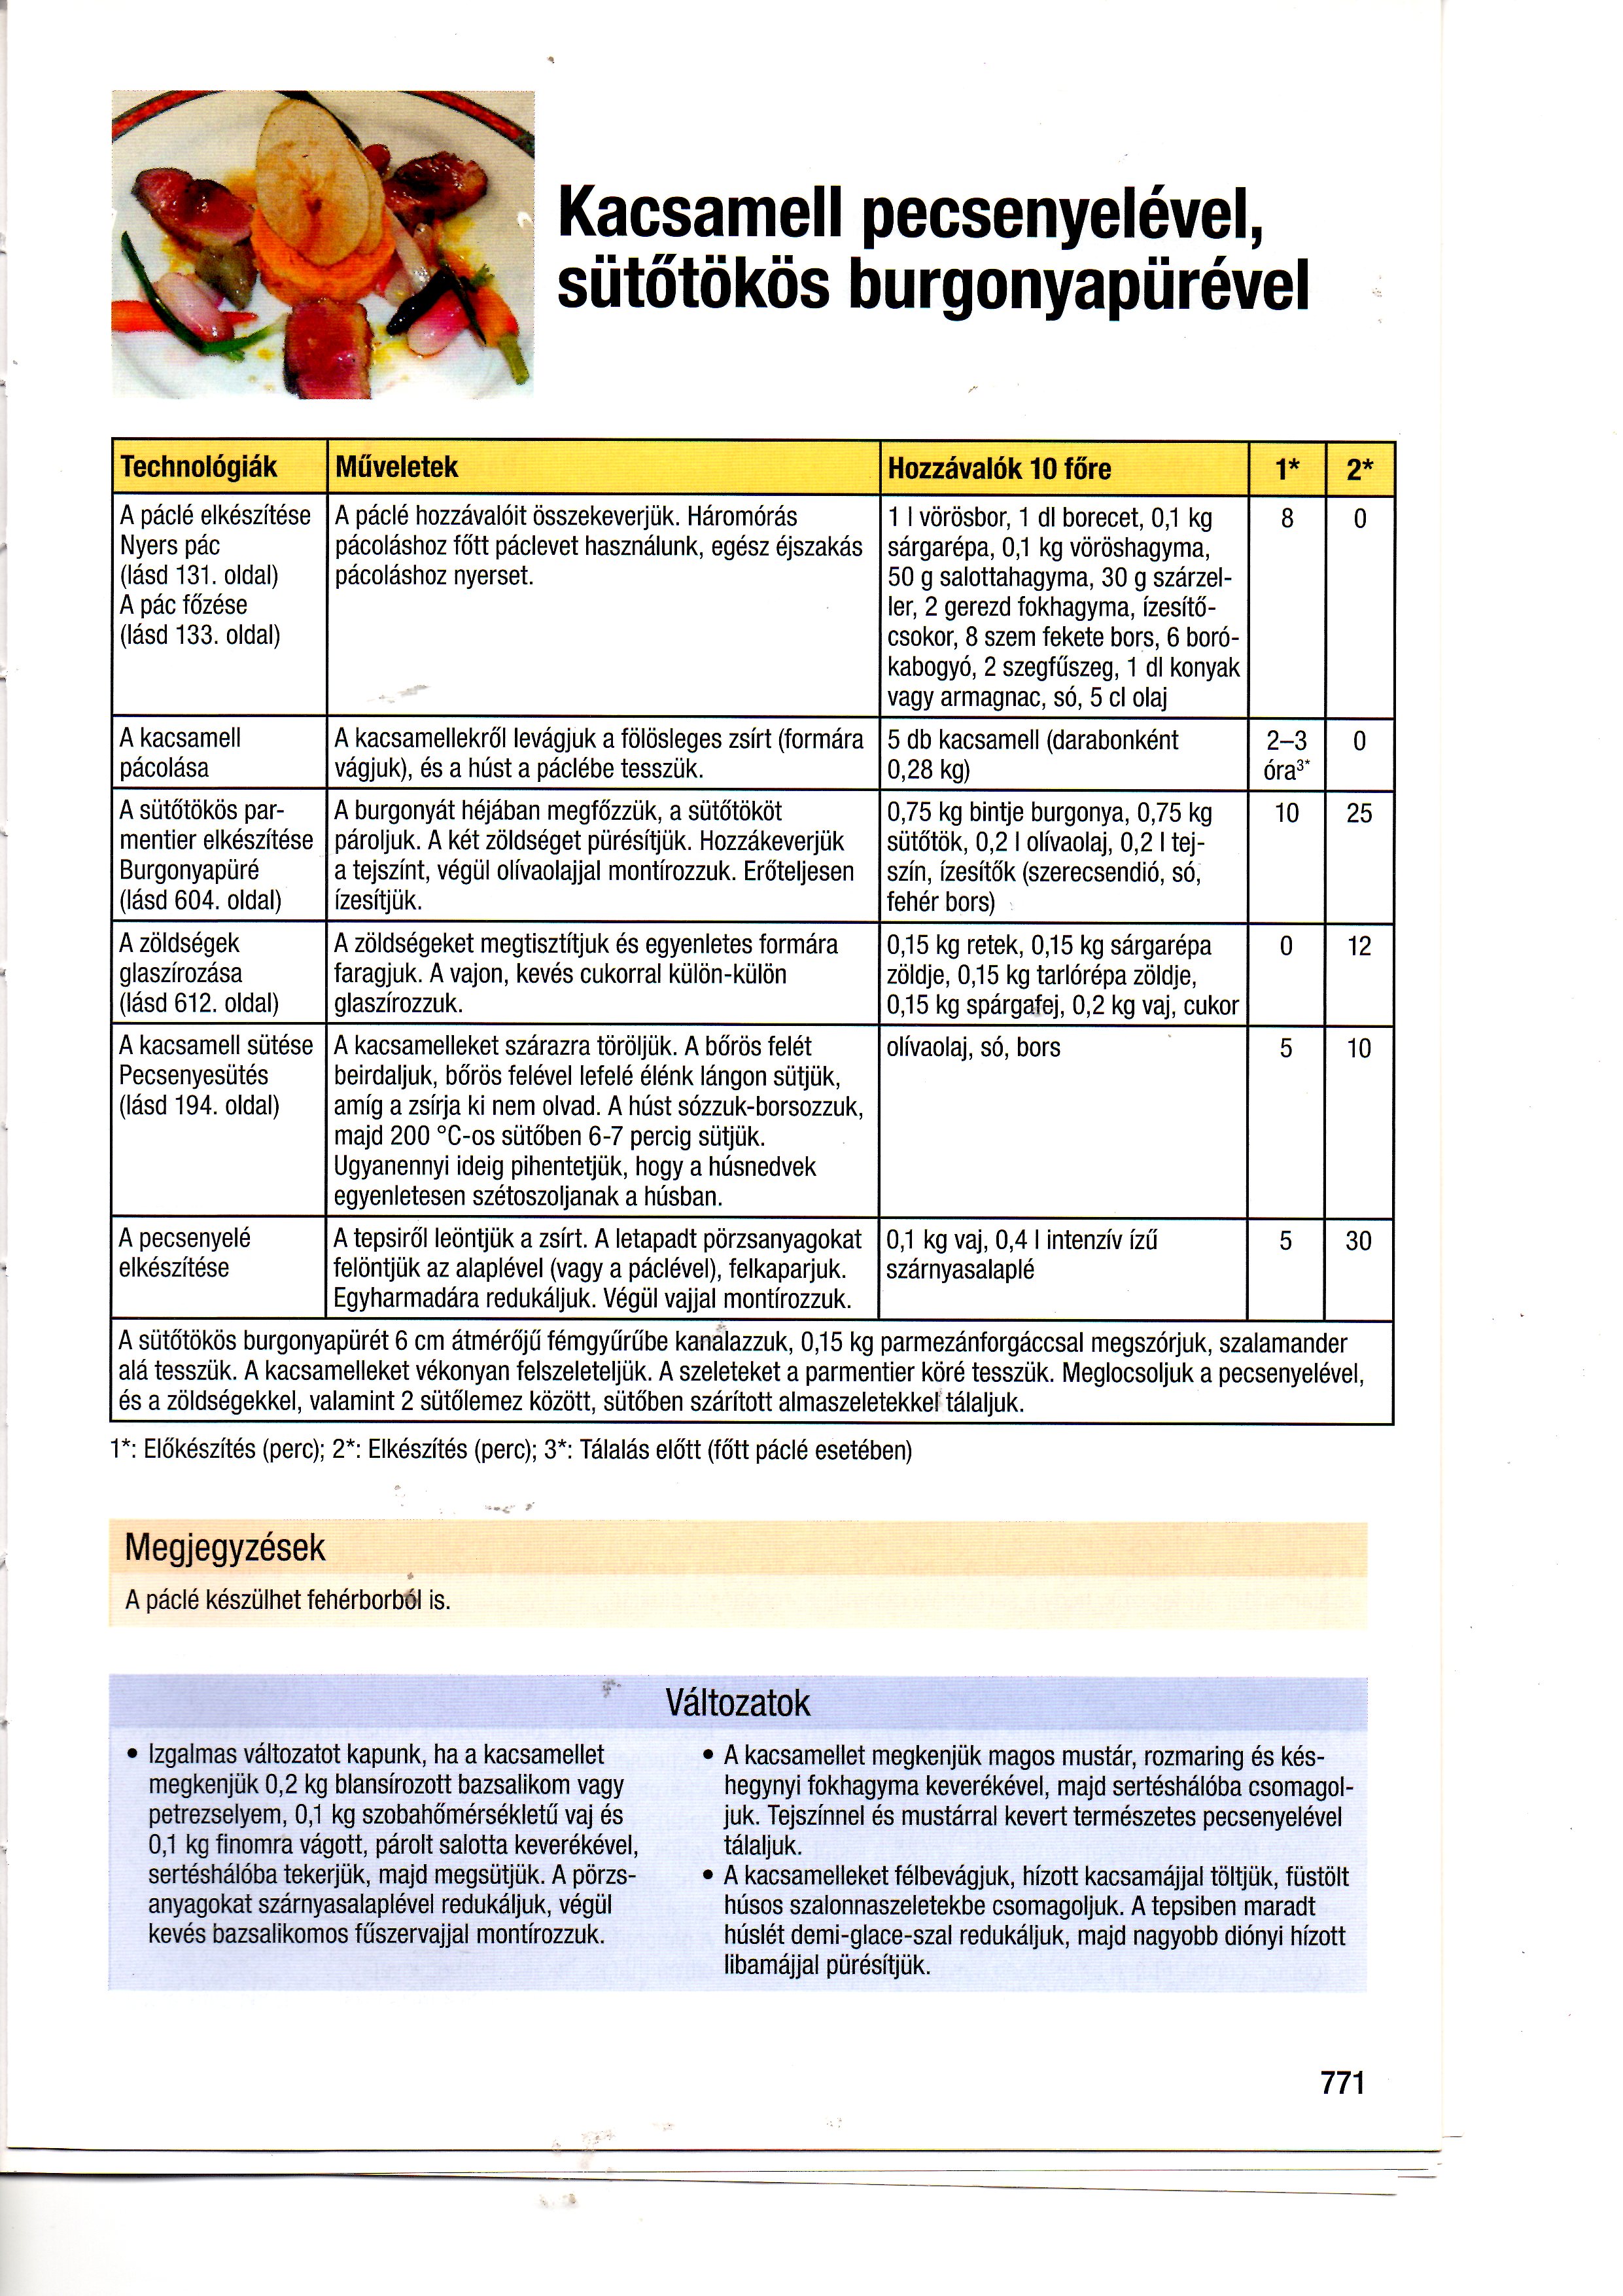 Kacsamell pecsenyelével,
sütőtökös burgonyapürével
Technológiák
Műveletek
Hozzávalók 10 főre
1*
2*
A páclé elkészítése
Nyers pác
(lásd 131. oldal)
A pác főzése
(lásd 133. oldal)
A páclé hozzávalóit összekeverjük. Háromórás
pácoláshoz főtt páclevet használunk, egész éjszakás
pácoláshoz nyerset.
1 l vörösbor, 1 dl borecet, 0,1 kg
sárgarépa, 0,1 kg vöröshagyma,
50 g salottahagyma, 30 g szárzel-
ler, 2 gerezd fokhagyma, ízesítő-
csokor, 8 szem fekete bors, 6 boró-
kabogyó, 2 szegfűszeg, 1 dl konyak
vagy armagnac, só, 5 cl olaj
8
0
A kacsamell
pácolása
A kacsamellekről levágjuk a fölösleges zsírt (formára
vágjuk), és a húst a páclébe tesszük.
5 db kacsamell (darabonként
0,28 kg)
2–3
óra3*
0
A sütőtökös par-
mentier elkészítése
Burgonyapüré
(lásd 604. oldal)
A burgonyát héjában megfőzzük, a sütőtököt
pároljuk. A két zöldséget pürésítjük. Hozzákeverjük
a tejszínt, végül olívaolajjal montírozzuk. Erőteljesen
ízesítjük.
0,75 kg bintje burgonya, 0,75 kg
sütőtök, 0,2 l olívaolaj, 0,2 l tej-
szín, ízesítők (szerecsendió, só,
fehér bors)
10
25
A zöldségek
glaszírozása
(lásd 612. oldal)
A zöldségeket megtisztítjuk és egyenletes formára
faragjuk. A vajon, kevés cukorral külön-külön
glaszírozzuk.
0,15 kg retek, 0,15 kg sárgarépa
zöldje, 0,15 kg tarlórépa zöldje,
0,15 kg spárgafej, 0,2 kg vaj, cukor
0
12
A kacsamell sütése
Pecsenyesütés
(lásd 194. oldal)
A kacsamelleket szárazra töröljük. A bőrös felét
beirdaljuk, bőrös felével lefelé élénk lángon sütjük,
amíg a zsírja ki nem olvad. A húst sózzuk-borsozzuk,
majd 200 °C-os sütőben 6-7 percig sütjük.
Ugyanennyi ideig pihentetjük, hogy a húsnedvek
egyenletesen szétoszoljanak a húsban.
olívaolaj, só, bors
5
10
A pecsenyelé
elkészítése
A tepsiről leöntjük a zsírt. A letapadt pörzsanyagokat
felöntjük az alaplével (vagy a páclével), felkaparjuk.
Egyharmadára redukáljuk. Végül vajjal montírozzuk.
0,1 kg vaj, 0,4 l intenzív ízű
szárnyasalaplé
5
30
A sütőtökös burgonyapürét 6 cm átmérőjű fémgyűrűbe kanalazzuk, 0,15 kg parmezánforgáccsal megszórjuk, szalamander
alá tesszük. A kacsamelleket vékonyan felszeleteljük. A szeleteket a parmentier köré tesszük. Meglocsoljuk a pecsenyelével,
és a zöldségekkel, valamint 2 sütőlemez között, sütőben szárított almaszeletekkel tálaljuk.
1*: Előkészítés (perc); 2*: Elkészítés (perc); 3*: Tálalás előtt (főtt páclé esetében)
Megjegyzések
A páclé készülhet fehérborból is.
Változatok
• Izgalmas változatot kapunk, ha a kacsamellet
megkenjük 0,2 kg blansírozott bazsalikom vagy
petrezselyem, 0,1 kg szobahőmérsékletű vaj és
0,1 kg finomra vágott, párolt salotta keverékével,
sertéshálóba tekerjük, majd megsütjük. A pörzs-
anyagokat szárnyasalaplével redukáljuk, végül
kevés bazsalikomos fűszervajjal montírozzuk.
• A kacsamellet megkenjük magos mustár, rozmaring és kés-
hegynyi fokhagyma keverékével, majd sertéshálóba csomagol-
juk. Tejszínnel és mustárral kevert természetes pecsenyelével
tálaljuk.
• A kacsamelleket félbevágjuk, hízott kacsamájjal töltjük, füstölt
húsos szalonnaszeletekbe csomagoljuk. A tepsiben maradt
húslét demi-glace-szal redukáljuk, majd nagyobb diónyi hízott
libamájjal pürésítjük.
771